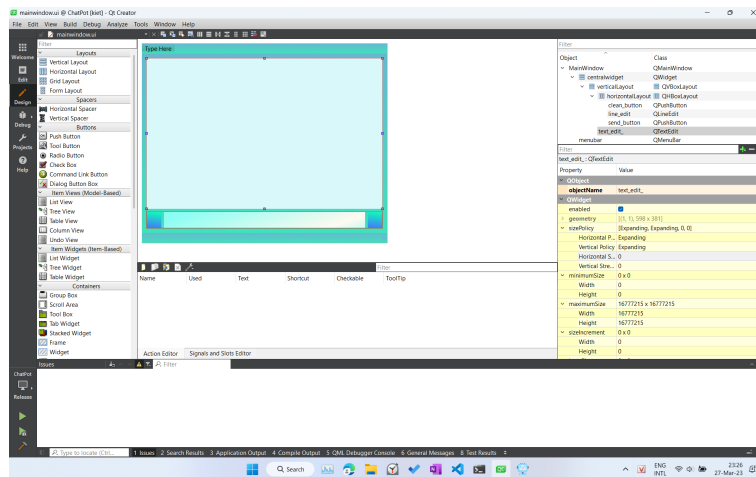 mainwindow.ui @ ChatPot [kiet] - Qt Creator
File Edit View Build Debug Analyze Tools Window Help
mainwindow.ui
Welcome
Edit
Design
Debug
Projects
Help
Filter
Layouts
Vertical Layout
Horizontal Layout
Grid Layout
Form Layout
Spacers
Horizontal Spacer
Vertical Spacer
Buttons
Push Button
Tool Button
Radio Button
Check Box
Command Link Button
Dialog Button Box
Item Views (Model-Based)
List View
Tree View
Table View
Column View
Undo View
Item Widgets (Item-Based)
List Widget
Tree Widget
Table Widget
Containers
Group Box
Scroll Area
Tool Box
Tab Widget
Stacked Widget
Frame
Widget
Type Here
Filter
Name Used Text Shortcut Checkable ToolTip
Action Editor Signals and Slots Editor
Filter
Object Class
MainWindow QMainWindow
centralwidget QWidget
verticalLayout QVBoxLayout
horizontalLayout QHBoxLayout
clean_button QPushButton
line_edit QLineEdit
send_button QPushButton
text_edit_ QTextEdit
menubar QMenuBar
Filter
text_edit_ : QTextEdit
Property Value
QObject
objectName text_edit_
QWidget
enabled
geometry [(1, 1), 598 x 381]
sizePolicy [Expanding, Expanding, 0, 0]
Horizontal P... Expanding
Vertical Policy Expanding
Horizontal S... 0
Vertical Stre... 0
minimumSize 0 x 0
Width 0
Height 0
maximumSize 16777215 x 16777215
Width 16777215
Height 16777215
sizeIncrement 0 x 0
Width 0
Height 0
Issues Filter
ChatPot
Release
Type to locate (Ctrl... 1 Issues 2 Search Results 3 Application Output 4 Compile Output 5 QML Debugger Console 6 General Messages 8 Test Results
Search
ENG
INTL
23:26
27-Mar-23